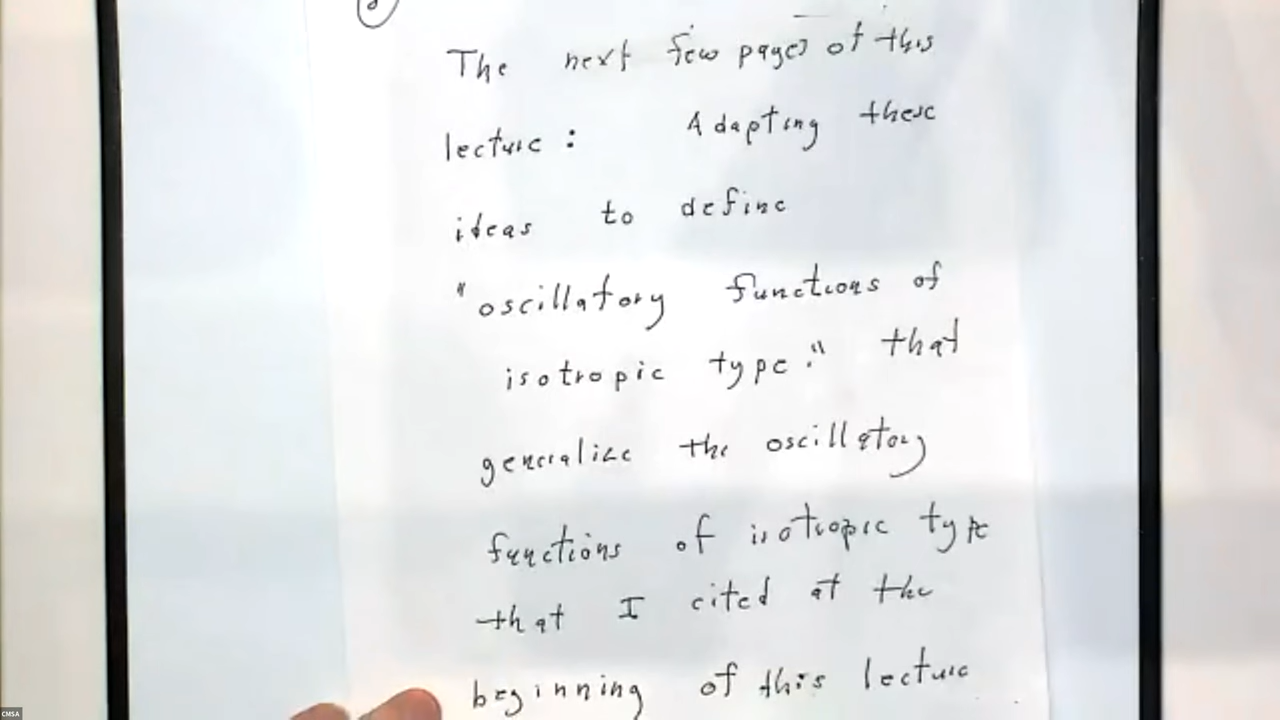 The next few pages of this
lecture: Adapting these
ideas to define
"oscillatory functions of
isotropic type." that
generalize the oscillatory
functions of isotropic type
that I cited at the
beginning of this lecture
CMSA